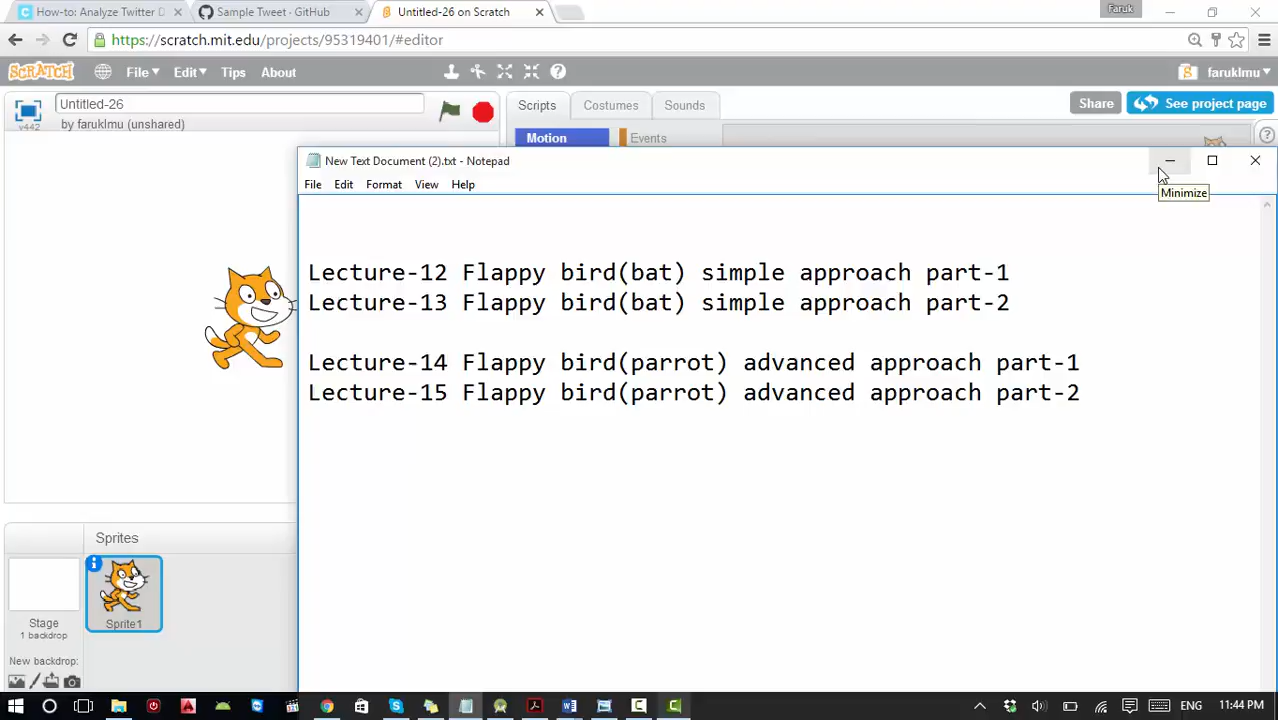 How-to: Analyze Twitter D
Sample Tweet · GitHub
Untitled-26 on Scratch
Faruk
https://scratch.mit.edu/projects/95319401/#editor
SCRATCH
File
Edit
Tips
About
faruklmu
v442
Untitled-26
by faruklmu (unshared)
Scripts
Costumes
Sounds
Share
See project page
Motion
Events
New Text Document (2).txt - Notepad
File
Edit
Format
View
Help
Minimize
Lecture-12 Flappy bird(bat) simple approach part-1
Lecture-13 Flappy bird(bat) simple approach part-2
Lecture-14 Flappy bird(parrot) advanced approach part-1
Lecture-15 Flappy bird(parrot) advanced approach part-2
Sprites
Stage
1 backdrop
Sprite1
New backdrop:
ENG
11:44 PM